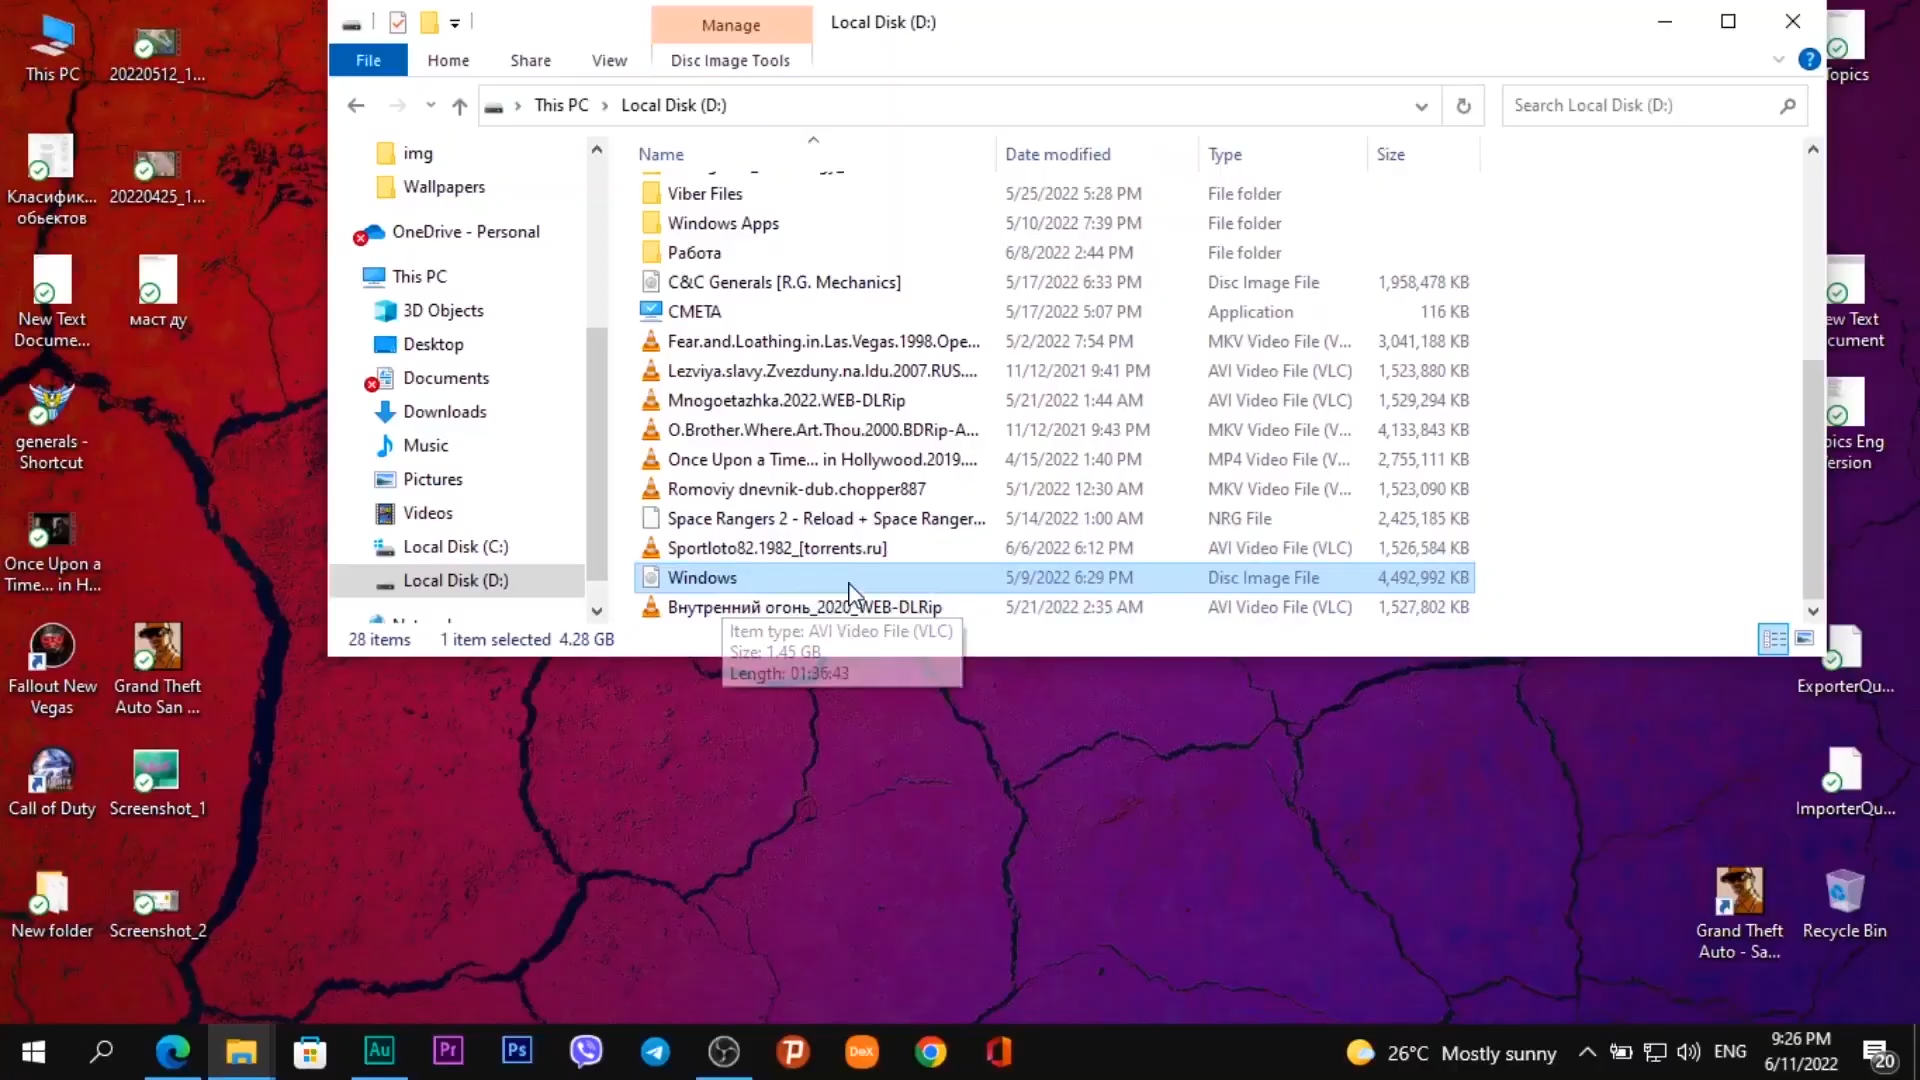 Manage
Local Disk (D:)
File
Home
Share
View
Disc Image Tools
This PC
Local Disk (D:)
Search Local Disk (D:)
img
Wallpapers
OneDrive - Personal
This PC
3D Objects
Desktop
Documents
Downloads
Music
Pictures
Videos
Local Disk (C:)
Local Disk (D:)
Name Date modified Type Size
Viber Files 5/25/2022 5:28 PM File folder
Windows Apps 5/10/2022 7:39 PM File folder
Работа 6/8/2022 2:44 PM File folder
C&C Generals [R.G. Mechanics] 5/17/2022 6:33 PM Disc Image File 1,958,478 KB
СМЕТА 5/17/2022 5:07 PM Application 116 KB
Fear.and.Loathing.in.Las.Vegas.1998.Ope... 5/2/2022 7:54 PM MKV Video File (V... 3,041,188 KB
Lezviya.slavy.Zvezduny.na.ldu.2007.RUS.... 11/12/2021 9:41 PM AVI Video File (VLC) 1,523,880 KB
Mnogoetazhka.2022.WEB-DLRip 5/21/2022 1:44 AM AVI Video File (VLC) 1,529,294 KB
O.Brother.Where.Art.Thou.2000.BDRip-A... 11/12/2021 9:43 PM MKV Video File (V... 4,133,843 KB
Once Upon a Time... in Hollywood.2019.... 4/15/2022 1:40 PM MP4 Video File (V... 2,755,111 KB
Romoviy dnevnik-dub.chopper887 5/1/2022 12:30 AM MKV Video File (V... 1,523,090 KB
Space Rangers 2 - Reload + Space Ranger... 5/14/2022 1:00 AM NRG File 2,425,185 KB
Sportloto82.1982_[torrents.ru] 6/6/2022 6:12 PM AVI Video File (VLC) 1,526,584 KB
Windows 5/9/2022 6:29 PM Disc Image File 4,492,992 KB
Внутренний огонь_2020_WEB-DLRip 5/21/2022 2:35 AM AVI Video File (VLC) 1,527,802 KB
Item type: AVI Video File (VLC)
Size: 1.45 GB
Length: 01:36:43
28 items 1 item selected 4.28 GB
This PC
20220512_1...
Класифик...
обьектов
20220425_1...
New Text
Docume...
маст ду
generals -
Shortcut
Once Upon a
Time... in H...
Fallout New
Vegas
Grand Theft
Auto San ...
Call of Duty
Screenshot_1
New folder
Screenshot_2
Topics
ew Text
cument
pics Eng
ersion
ExporterQu...
ImporterQu...
Grand Theft
Auto - Sa...
Recycle Bin
Au
Pr
Ps
DeX
26°C Mostly sunny
ENG
9:26 PM
6/11/2022
20